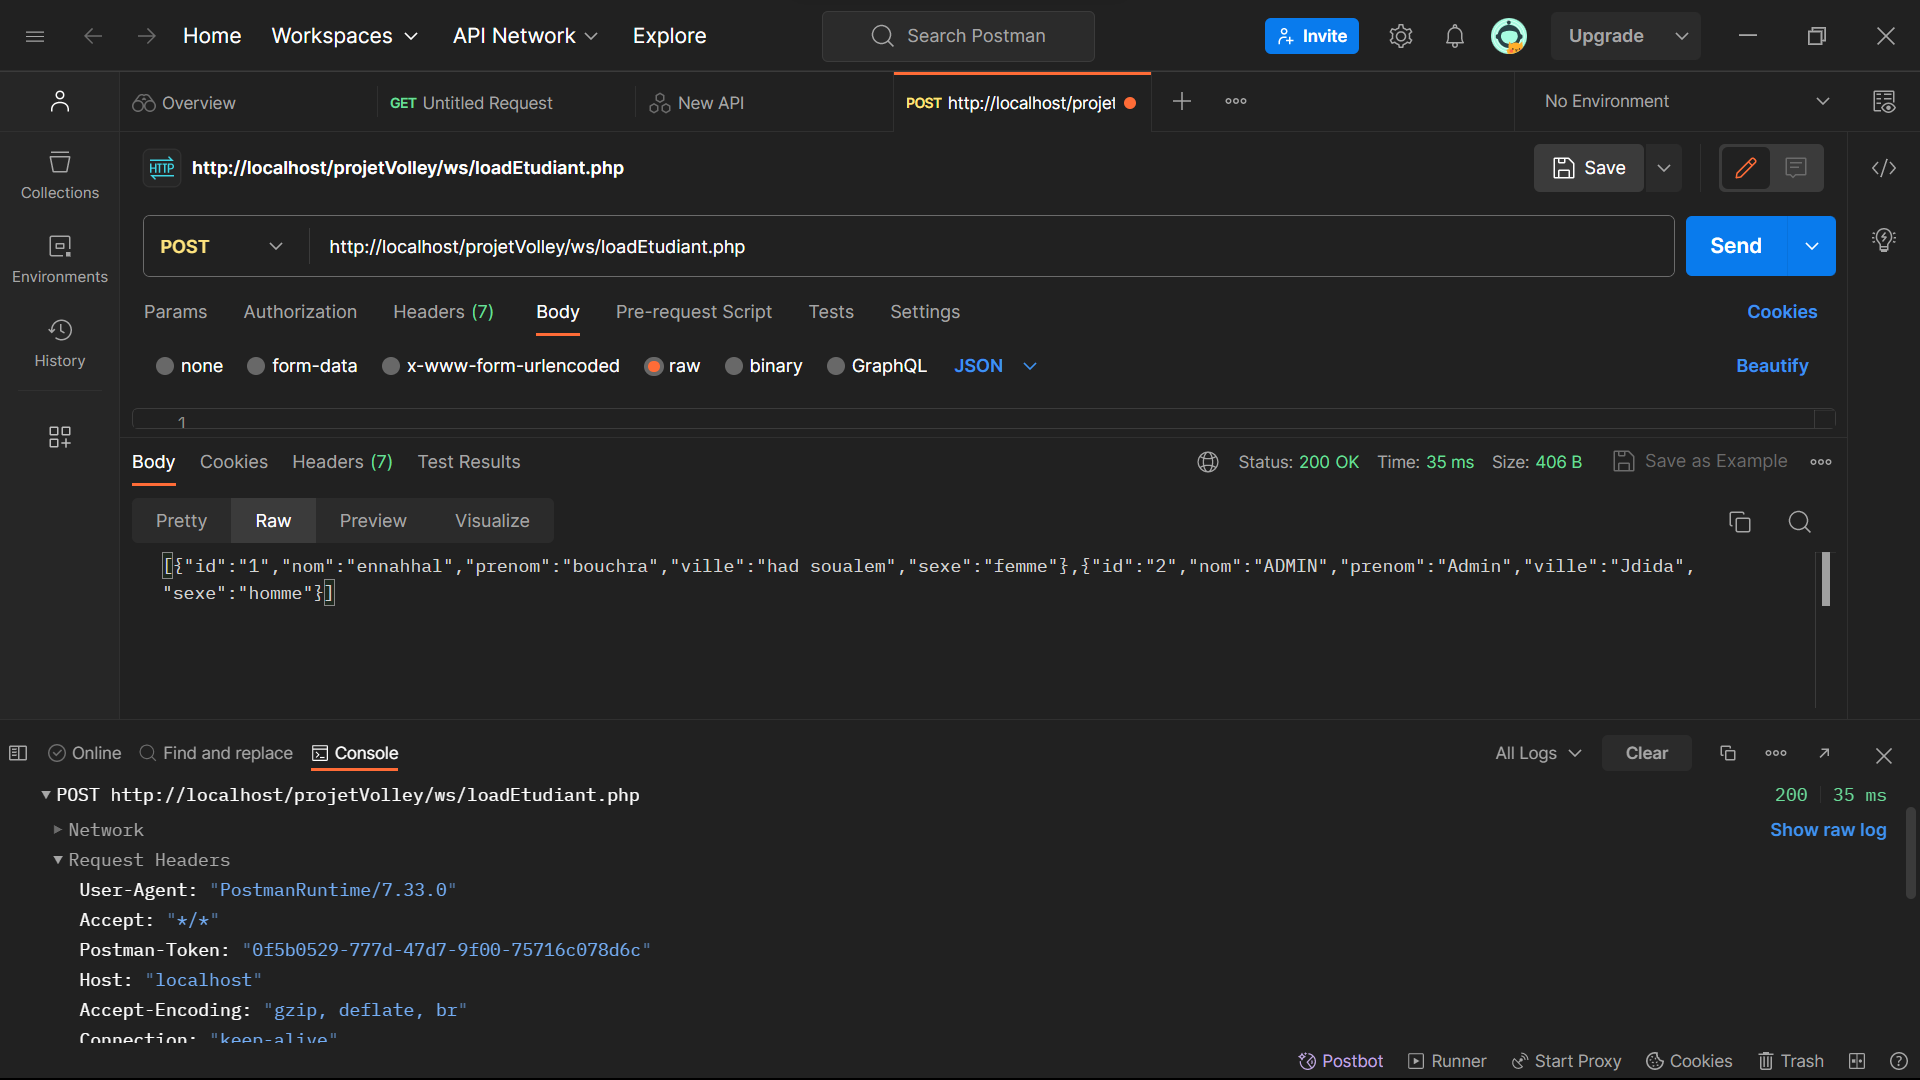 Home Workspaces API Network Explore Search Postman Invite Upgrade
Overview GET Untitled Request New API POST http://localhost/projet No Environment
HTTP http://localhost/projetVolley/ws/loadEtudiant.php Save
Collections
POST http://localhost/projetVolley/ws/loadEtudiant.php Send
Environments
Params Authorization Headers (7) Body Pre-request Script Tests Settings Cookies
History
none form-data x-www-form-urlencoded raw binary GraphQL JSON Beautify
1
Body Cookies Headers (7) Test Results Status: 200 OK Time: 35 ms Size: 406 B Save as Example
Pretty Raw Preview Visualize
[{"id":"1","nom":"ennahhal","prenom":"bouchra","ville":"had soualem","sexe":"femme"},{"id":"2","nom":"ADMIN","prenom":"Admin","ville":"Jdida",
"sexe":"homme"}]
Online Find and replace Console All Logs Clear
POST http://localhost/projetVolley/ws/loadEtudiant.php 200 35 ms
Network Show raw log
Request Headers
User-Agent: "PostmanRuntime/7.33.0"
Accept: "*/*"
Postman-Token: "0f5b0529-777d-47d7-9f00-75716c078d6c"
Host: "localhost"
Accept-Encoding: "gzip, deflate, br"
Connection: "keep-alive"
Postbot Runner Start Proxy Cookies Trash